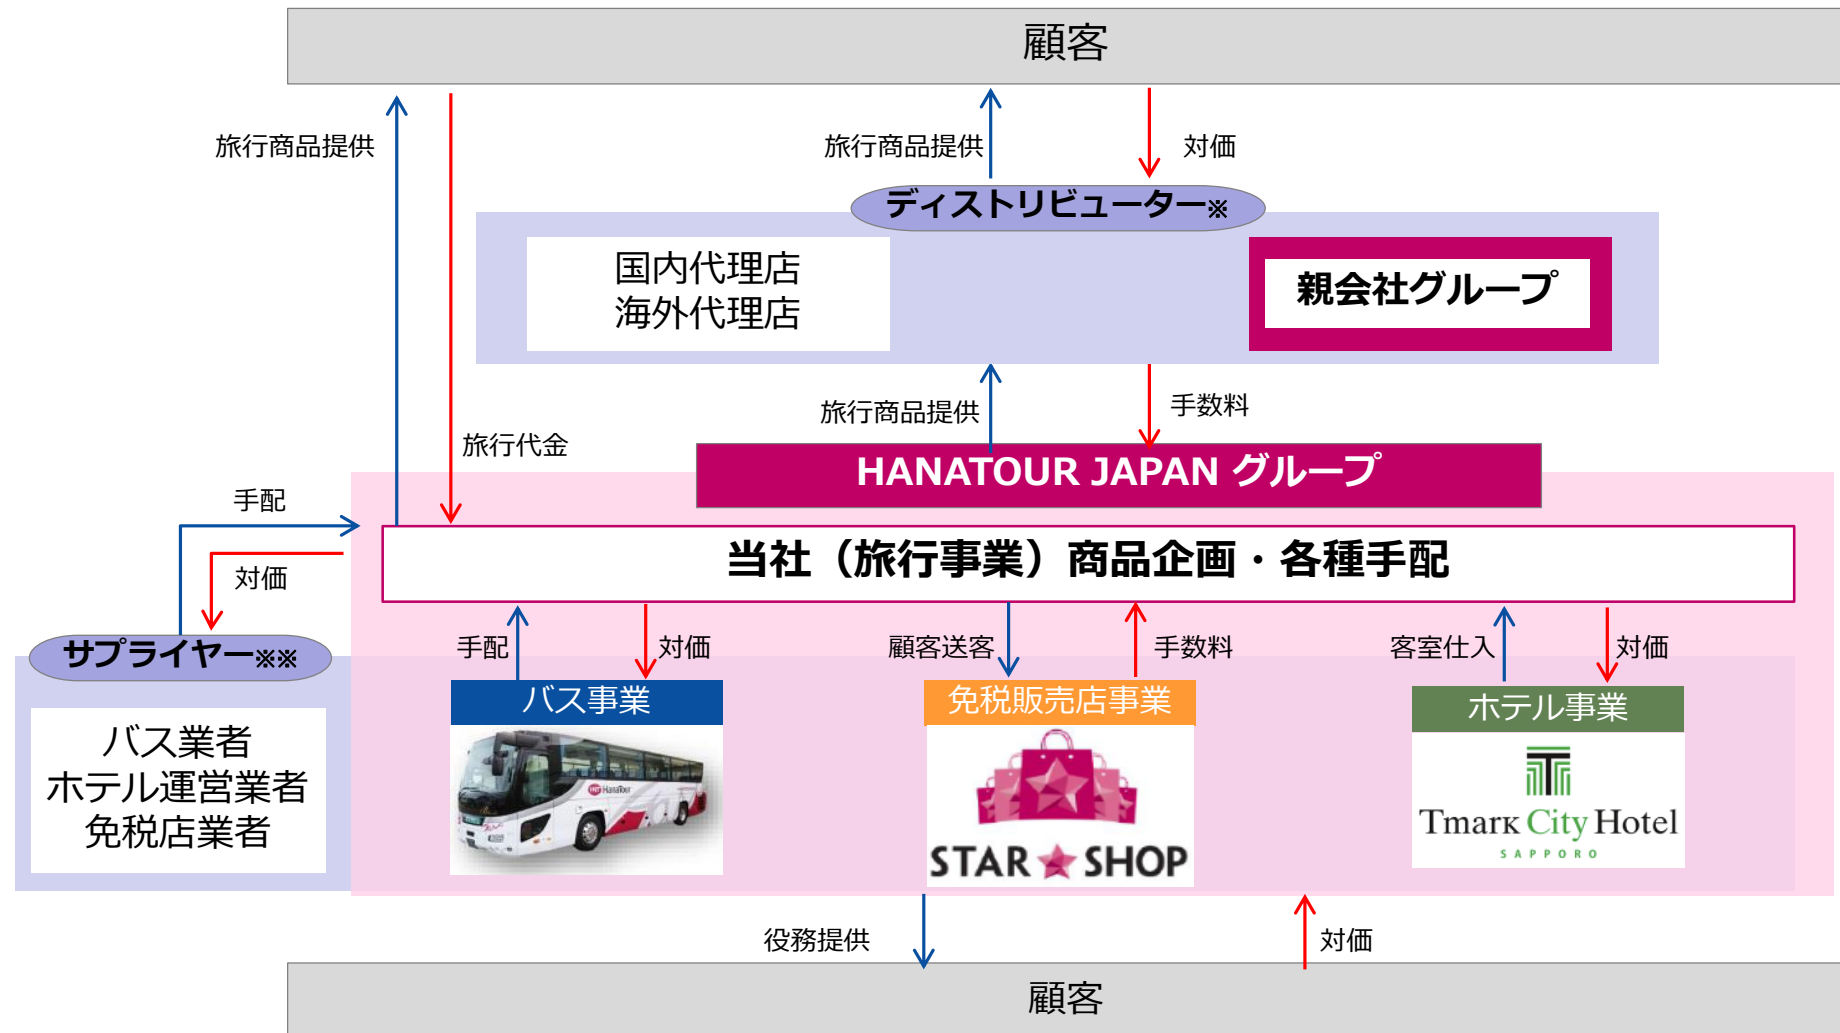 顧客
旅行商品提供
旅行商品提供
対価
ディストリビューター※
国内代理店
海外代理店
親会社グループ
旅行商品提供
手数料
旅行代金
HANATOUR JAPAN グループ
手配
当社（旅行事業）商品企画・各種手配
対価
サプライヤー※※
手配
対価
顧客送客
手数料
客室仕入
対価
バス事業
免税販売店事業
ホテル事業
バス業者
ホテル運営業者
免税店業者
HanaTour
STAR SHOP
Tmark City Hotel
SAPPORO
役務提供
対価
顧客